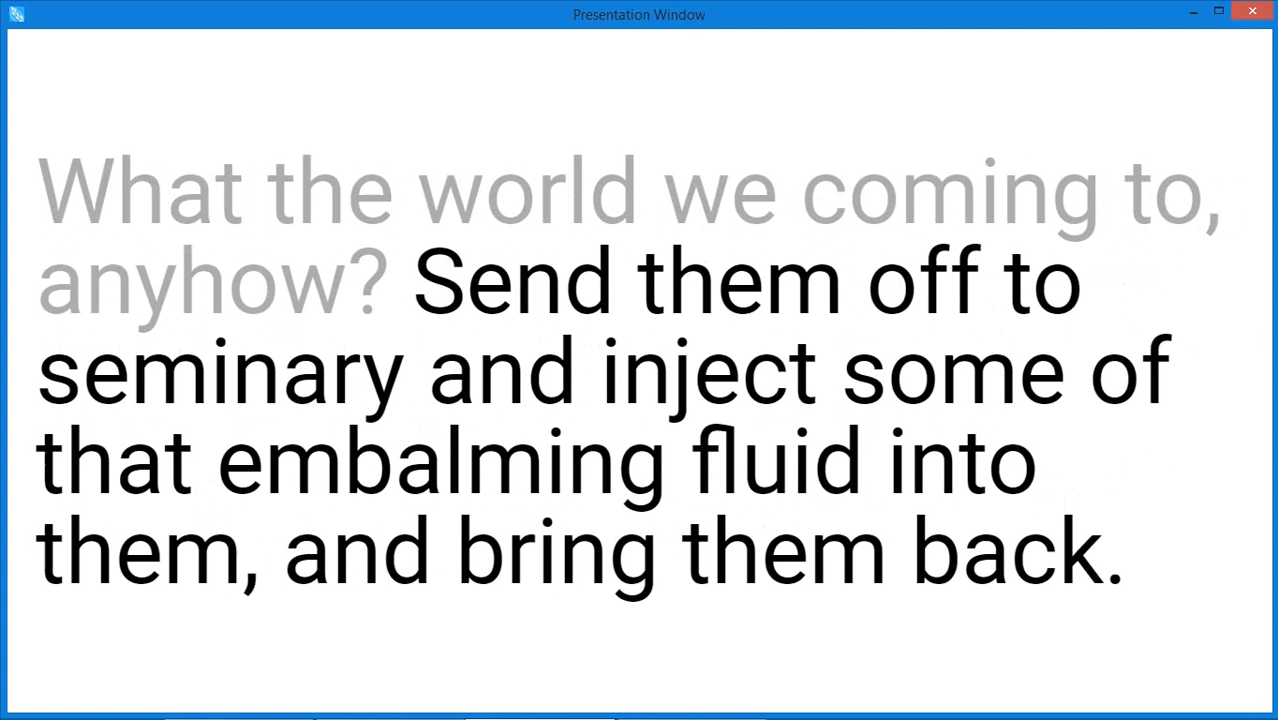 Presentation Window
What the world we coming to,
anyhow? Send them off to
seminary and inject some of
that embalming fluid into
them, and bring them back.